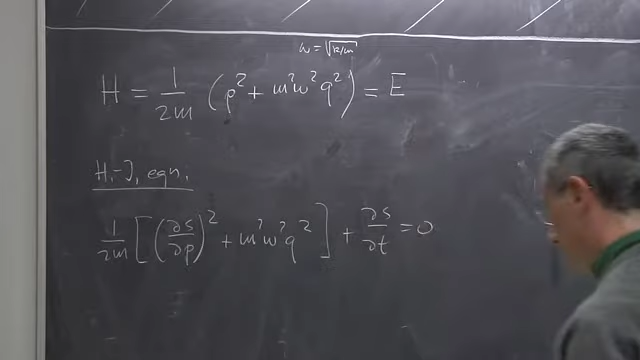 ω = √k/m
H = 1/2m (p² + m²ω²q²) = E
H.-J. eqn.
1/2m [(∂S/∂p)² + m²ω²q²] + ∂S/∂t = 0